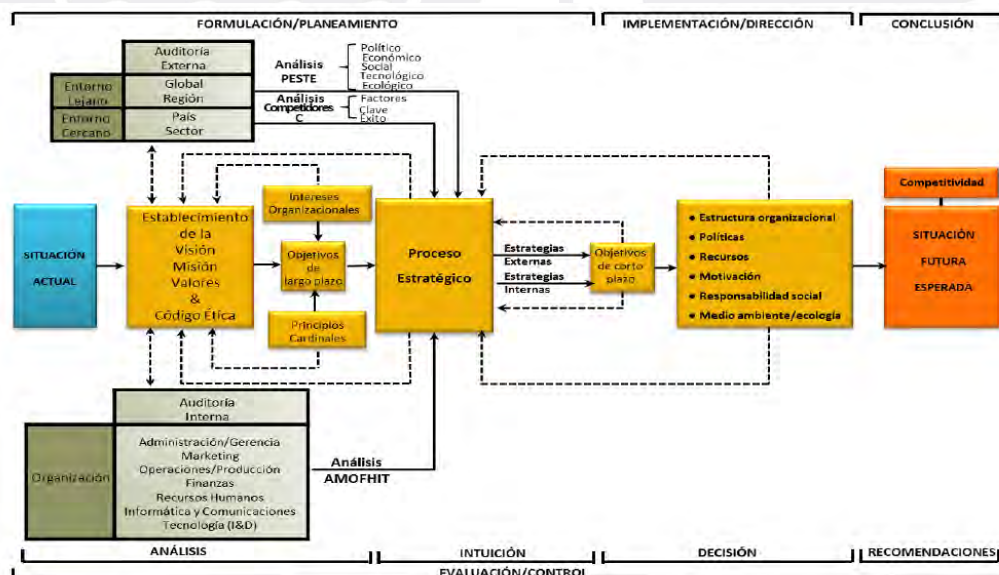 FORMULACIÓN/PLANEAMIENTO
IMPLEMENTACIÓN/DIRECCIÓN
CONCLUSIÓN
Auditoría
Externa
Entorno
Lejano
Global
Región
Entorno
Cercano
País
Sector
Análisis
PESTE
Político
Económico
Social
Tecnológico
Ecológico
Análisis
Competidores
C
Factores
Clave
Éxito
SITUACIÓN
ACTUAL
Establecimiento
de la
Visión
Misión
Valores
&
Código Ética
Intereses
Organizacionales
Objetivos
de
largo plazo
Principios
Cardinales
Proceso
Estratégico
Estrategias
Externas
Estrategias
Internas
Objetivos
de corto
plazo
• Estructura organizacional
• Políticas
• Recursos
• Motivación
• Responsabilidad social
• Medio ambiente/ecología
Competitividad
SITUACIÓN
FUTURA
ESPERADA
Auditoría
Interna
Organización
Administración/Gerencia
Marketing
Operaciones/Producción
Finanzas
Recursos Humanos
Informática y Comunicaciones
Tecnología (I&D)
Análisis
AMOFHIT
ANÁLISIS
INTUICIÓN
DECISIÓN
RECOMENDACIONES
EVALUACIÓN/CONTROL